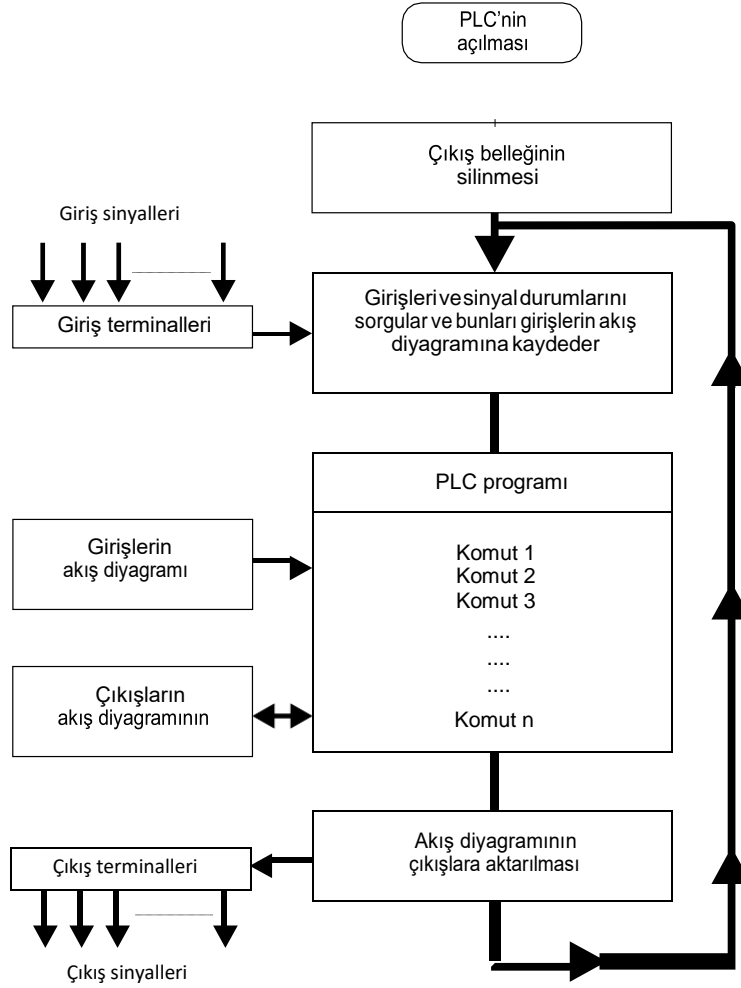 PLC'nin
açılması
Çıkış belleğinin
silinmesi
Giriş sinyalleri
Giriş terminalleri
Girişleri ve sinyal durumlarını
sorgular ve bunları girişlerin akış
diyagramına kaydeder
PLC programı
Girişlerin
akış diyagramı
Komut 1
Komut 2
Komut 3
....
....
....
Komut n
Çıkışların
akış diyagramının
Akış diyagramının
çıkışlara aktarılması
Çıkış terminalleri
Çıkış sinyalleri